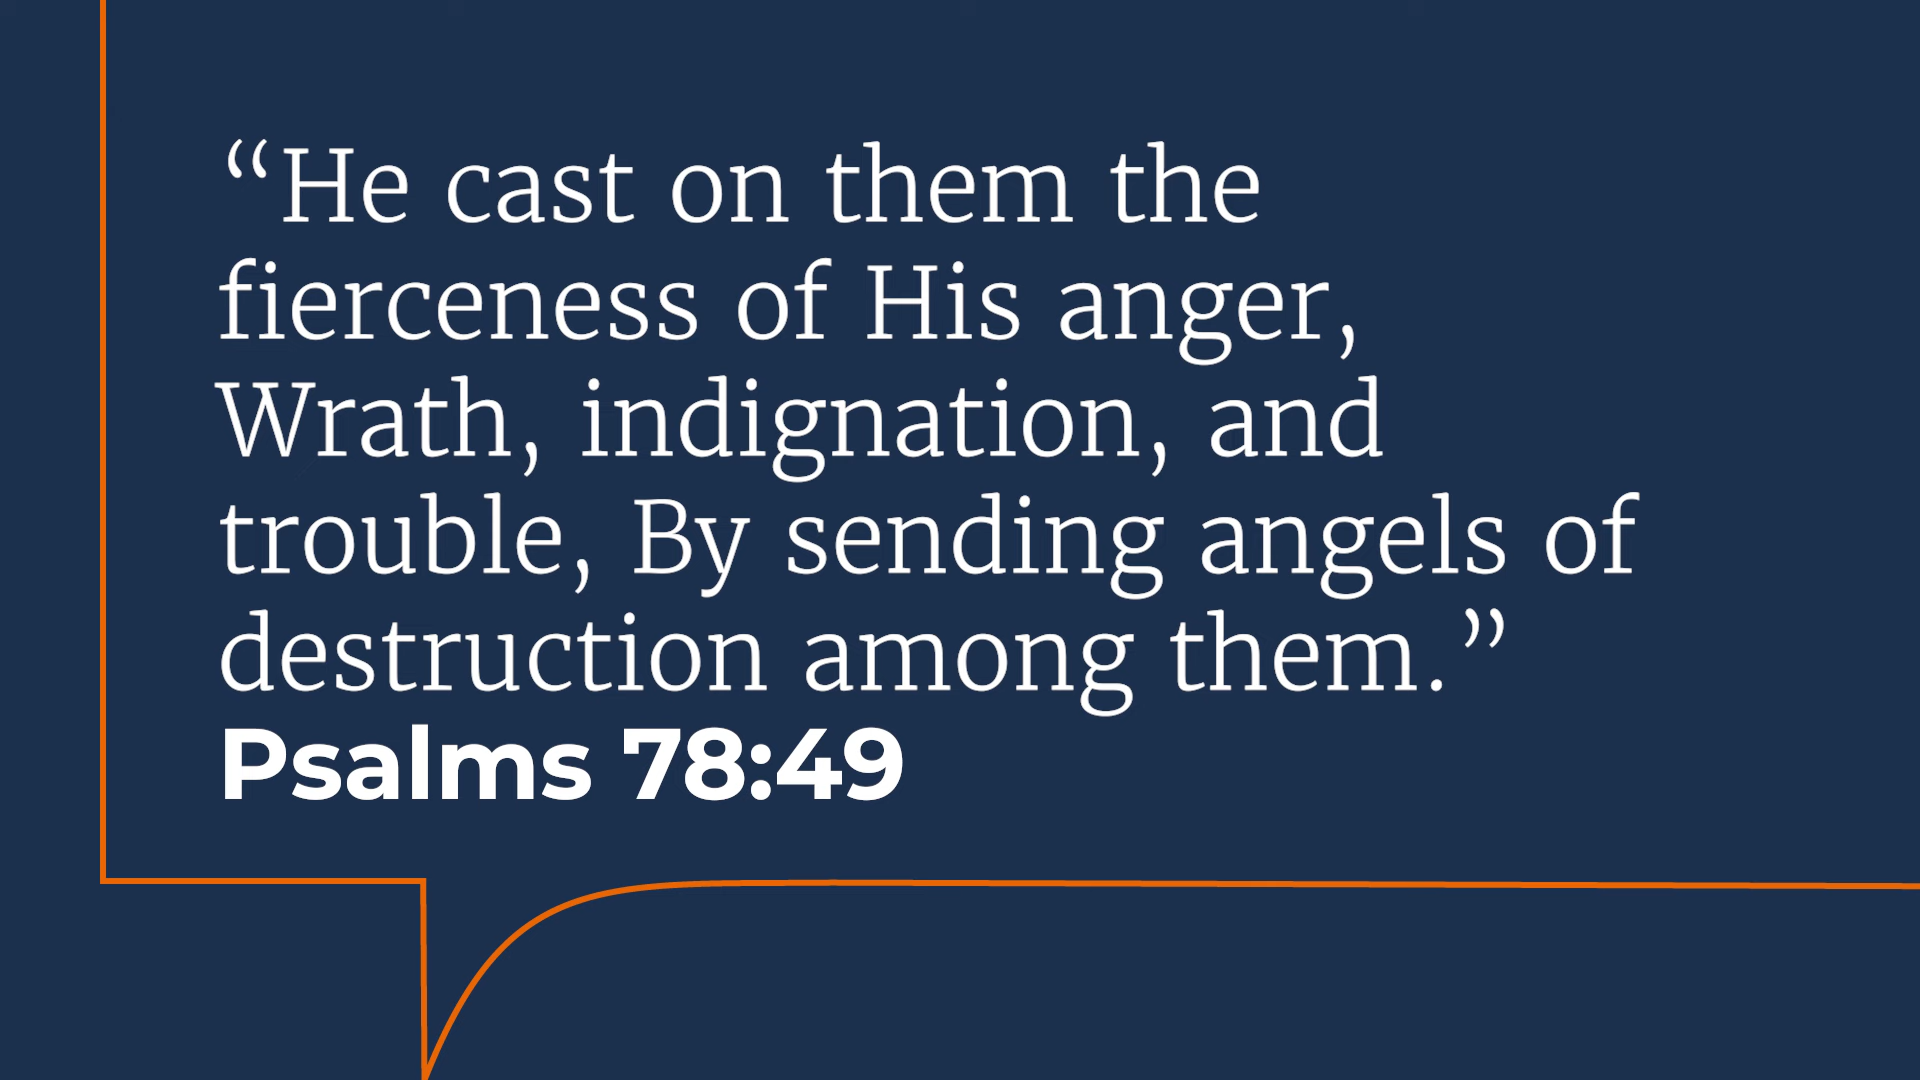 “He cast on them the
fierceness of His anger,
Wrath, indignation, and
trouble, By sending angels of
destruction among them.”
Psalms 78:49